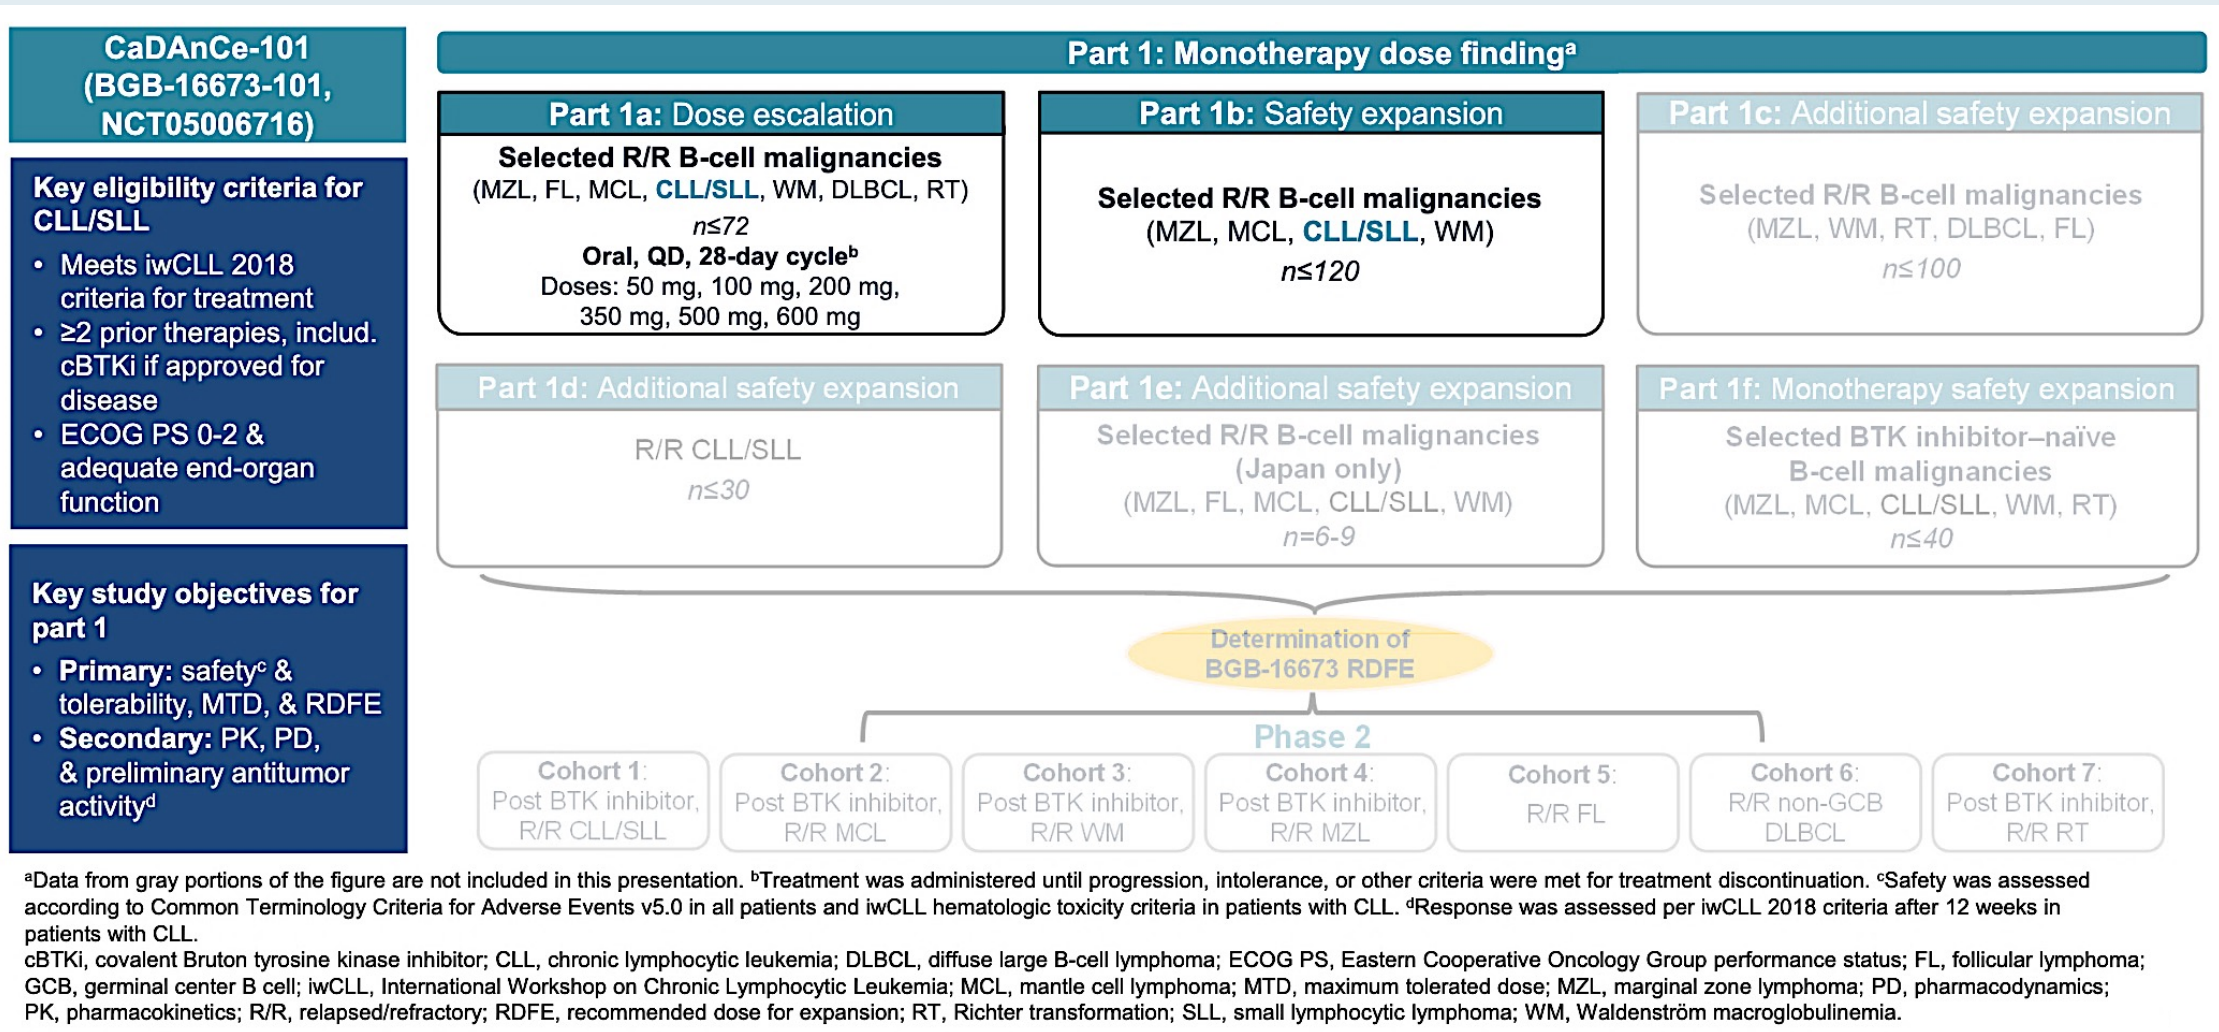 CaDAnCe-101
(BGB-16673-101,
NCT05006716)
Key eligibility criteria for
CLL/SLL
• Meets iwCLL 2018
criteria for treatment
• ≥2 prior therapies, includ.
cBTKi if approved for
disease
• ECOG PS 0-2 &
adequate end-organ
function
Key study objectives for
part 1
• Primary: safetyᶜ &
tolerability, MTD, & RDFE
• Secondary: PK, PD,
& preliminary antitumor
activityᵈ
Part 1: Monotherapy dose findingᵃ
Part 1a: Dose escalation
Selected R/R B-cell malignancies
(MZL, FL, MCL, CLL/SLL, WM, DLBCL, RT)
n≤72
Oral, QD, 28-day cycleᵇ
Doses: 50 mg, 100 mg, 200 mg,
350 mg, 500 mg, 600 mg
Part 1b: Safety expansion
Selected R/R B-cell malignancies
(MZL, MCL, CLL/SLL, WM)
n≤120
Part 1c: Additional safety expansion
Selected R/R B-cell malignancies
(MZL, WM, RT, DLBCL, FL)
n≤100
Part 1d: Additional safety expansion
R/R CLL/SLL
n≤30
Part 1e: Additional safety expansion
Selected R/R B-cell malignancies
(Japan only)
(MZL, FL, MCL, CLL/SLL, WM)
n=6-9
Part 1f: Monotherapy safety expansion
Selected BTK inhibitor–naïve
B-cell malignancies
(MZL, MCL, CLL/SLL, WM, RT)
n≤40
Determination of
BGB-16673 RDFE
Phase 2
Cohort 1:
Post BTK inhibitor,
R/R CLL/SLL
Cohort 2:
Post BTK inhibitor,
R/R MCL
Cohort 3:
Post BTK inhibitor,
R/R WM
Cohort 4:
Post BTK inhibitor,
R/R MZL
Cohort 5:
R/R FL
Cohort 6:
R/R non-GCB
DLBCL
Cohort 7:
Post BTK inhibitor,
R/R RT
ᵃData from gray portions of the figure are not included in this presentation. ᵇTreatment was administered until progression, intolerance, or other criteria were met for treatment discontinuation. ᶜSafety was assessed
according to Common Terminology Criteria for Adverse Events v5.0 in all patients and iwCLL hematologic toxicity criteria in patients with CLL. ᵈResponse was assessed per iwCLL 2018 criteria after 12 weeks in
patients with CLL.
cBTKi, covalent Bruton tyrosine kinase inhibitor; CLL, chronic lymphocytic leukemia; DLBCL, diffuse large B-cell lymphoma; ECOG PS, Eastern Cooperative Oncology Group performance status; FL, follicular lymphoma;
GCB, germinal center B cell; iwCLL, International Workshop on Chronic Lymphocytic Leukemia; MCL, mantle cell lymphoma; MTD, maximum tolerated dose; MZL, marginal zone lymphoma; PD, pharmacodynamics;
PK, pharmacokinetics; R/R, relapsed/refractory; RDFE, recommended dose for expansion; RT, Richter transformation; SLL, small lymphocytic lymphoma; WM, Waldenström macroglobulinemia.